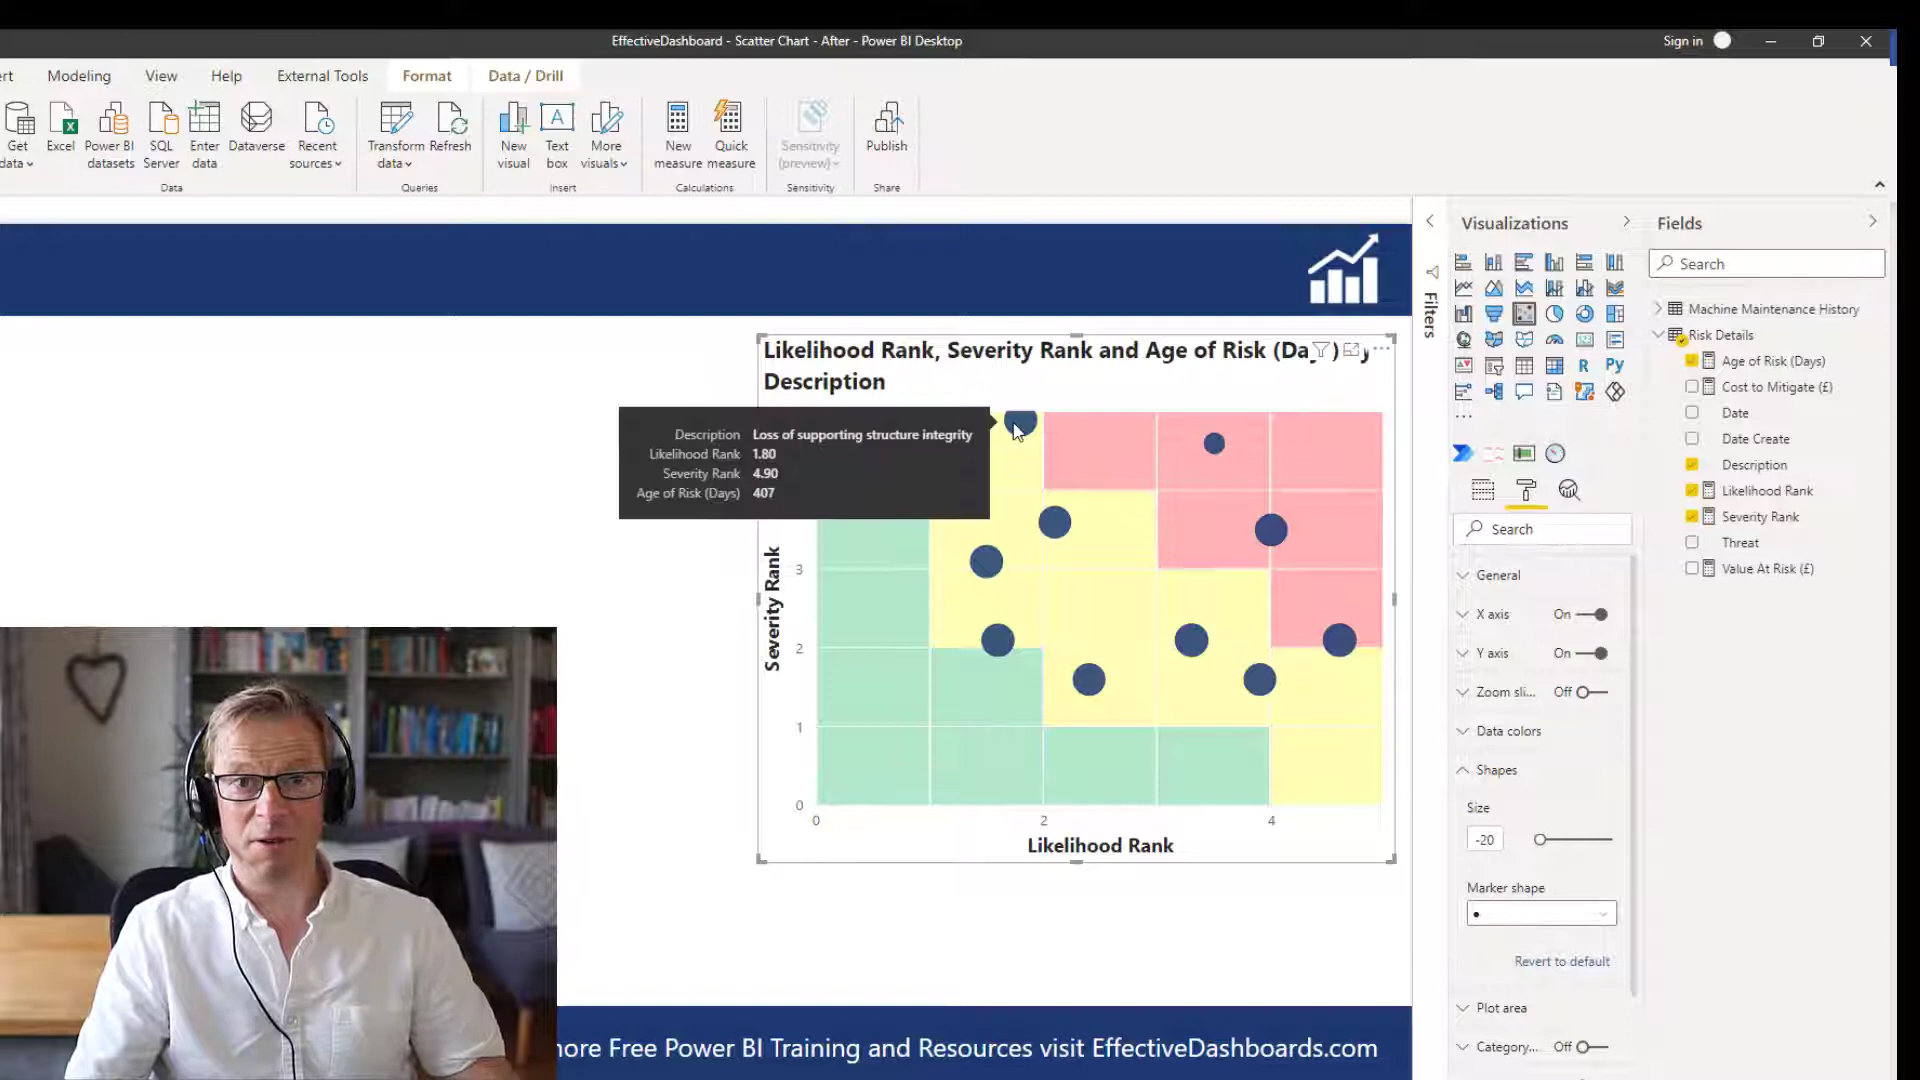 EffectiveDashboard - Scatter Chart - After - Power BI Desktop
Sign in
Modeling View Help External Tools Format Data / Drill
Get data
Excel
Power BI datasets
SQL Server
Enter data
Dataverse
Recent sources
Transform data
Refresh
New visual
Text box
More visuals
New measure
Quick measure
Sensitivity (preview)
Publish
Data
Queries
Insert
Calculations
Sensitivity
Share
Likelihood Rank, Severity Rank and Age of Risk (Da
Description
Description Loss of supporting structure integrity
Likelihood Rank 1.80
Severity Rank 4.90
Age of Risk (Days) 407
Severity Rank
3
2
1
0
0 2 4
Likelihood Rank
more Free Power BI Training and Resources visit EffectiveDashboards.com
Filters
Visualizations
R Py
Search
General
X axis On
Y axis On
Zoom sli... Off
Data colors
Shapes
Size
-20
Marker shape
Revert to default
Plot area
Category... Off
Fields
Search
Machine Maintenance History
Risk Details
Age of Risk (Days)
Cost to Mitigate (£)
Date
Date Create
Description
Likelihood Rank
Severity Rank
Threat
Value At Risk (£)